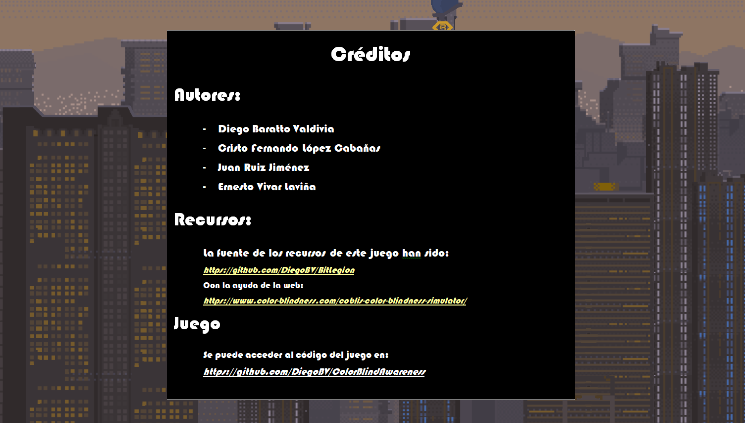 Créditos
Autores:
- Diego Baratto Valdivia
- Cristo Fernando López Cabañas
- Juan Ruiz Jiménez
- Ernesto Vivar Laviña
Recursos:
La fuente de los recursos de este juego han sido:
https://github.com/DiegoBV/BitLegion
Con la ayuda de la web:
https://www.color-blindness.com/coblis-color-blindness-simulator/
Juego
Se puede acceder al código del juego en:
https://github.com/DiegoBV/ColorBlindAwareness